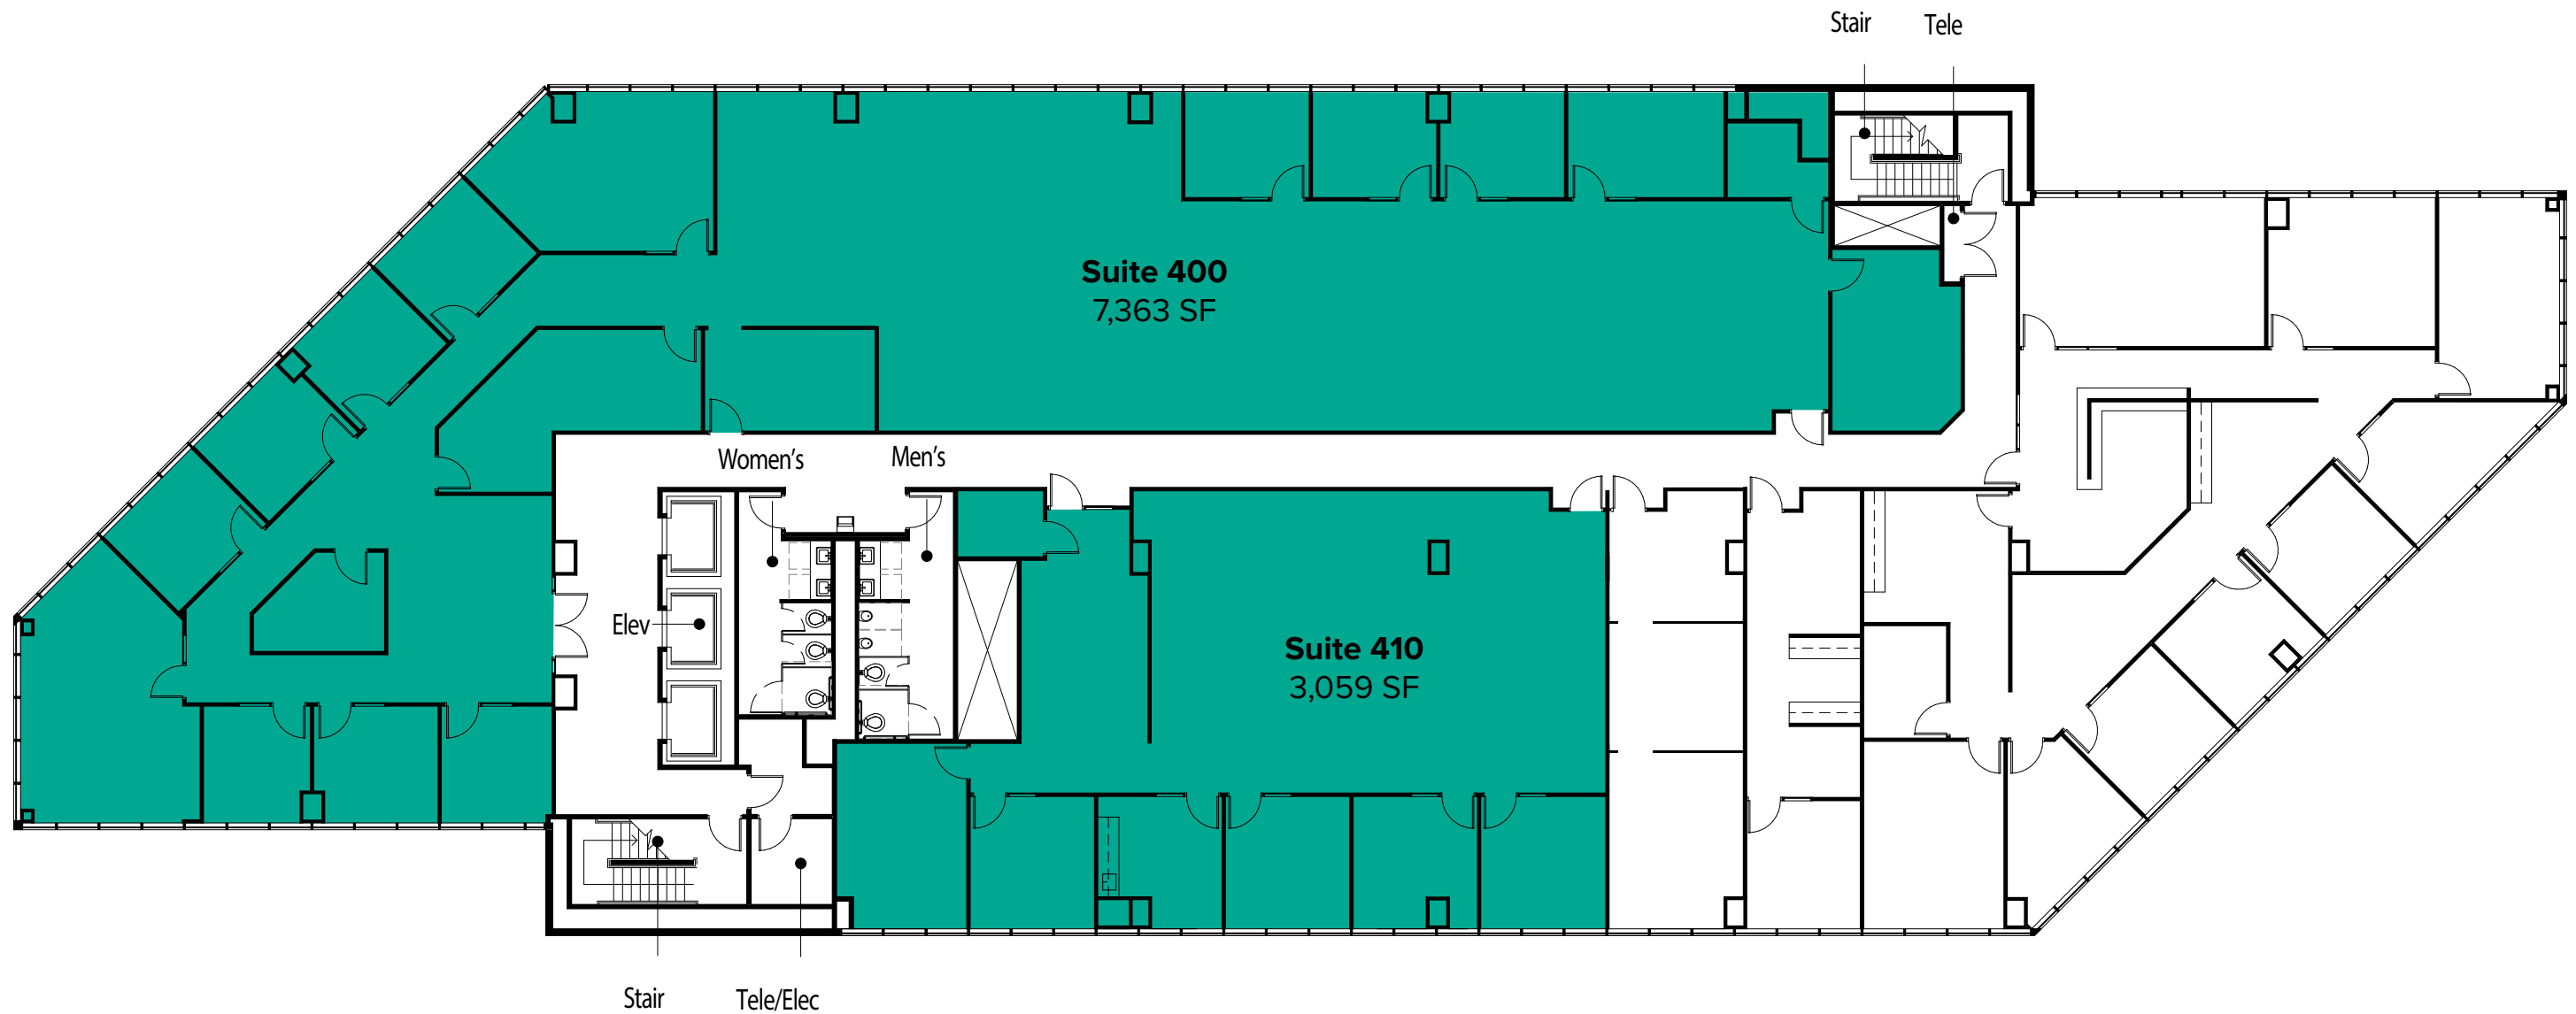 Stair
Tele
Suite 400
7,363 SF
Women’s
Men’s
Elev
Suite 410
3,059 SF
Stair
Tele/Elec